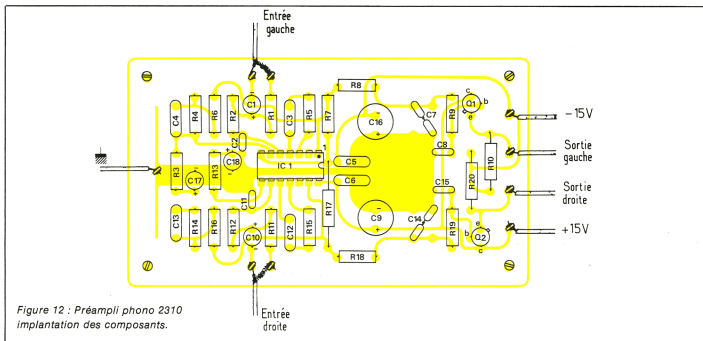 Entrée
gauche
R8
C4
R4
R6
R2
C1
R1
C3
R5
R7
C16
C7
R9
Q1
c
b
e
-15V
C2
C18
1
IC 1
C5
C8
R10
Sortie
gauche
R3
C17
R13
C6
R20
Sortie
droite
C11
R17
C15
C13
R14
R16
R12
C10
R11
C12
R15
C9
C14
R19
e
b
Q2
c
+15V
R18
Entrée
droite
Figure 12 : Préampli phono 2310
implantation des composants.